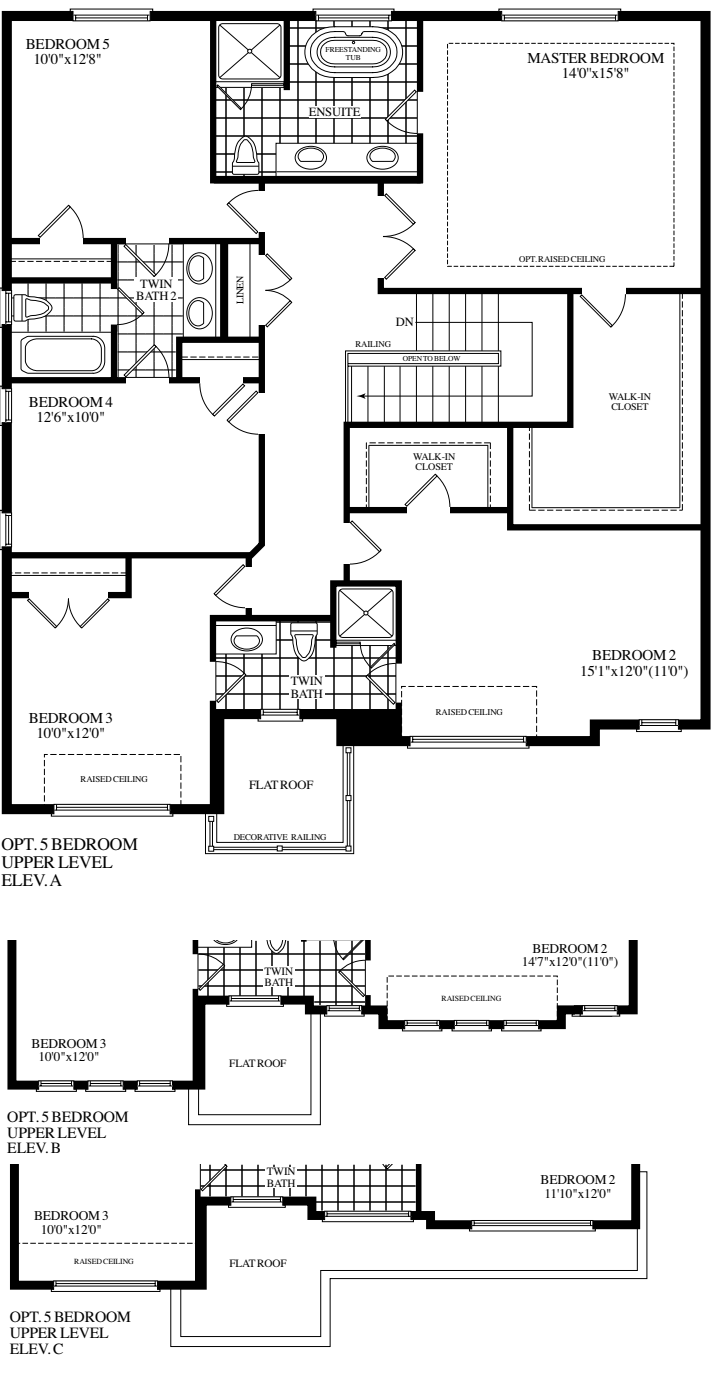 BEDROOM 5
10'0"x12'8"
FREESTANDING
TUB
ENSUITE
MASTER BEDROOM
14'0"x15'8"
OPT. RAISED CEILING
TWIN
BATH 2
LINEN
DN
RAILING
OPEN TO BELOW
WALK-IN
CLOSET
BEDROOM 4
12'6"x10'0"
WALK-IN
CLOSET
BEDROOM 2
15'1"x12'0"(11'0")
TWIN
BATH
RAISED CEILING
BEDROOM 3
10'0"x12'0"
RAISED CEILING
FLAT ROOF
DECORATIVE RAILING
OPT. 5 BEDROOM
UPPER LEVEL
ELEV. A
BEDROOM 2
14'7"x12'0"(11'0")
TWIN
BATH
RAISED CEILING
BEDROOM 3
10'0"x12'0"
FLAT ROOF
OPT. 5 BEDROOM
UPPER LEVEL
ELEV. B
TWIN
BATH
BEDROOM 2
11'10"x12'0"
BEDROOM 3
10'0"x12'0"
RAISED CEILING
FLAT ROOF
OPT. 5 BEDROOM
UPPER LEVEL
ELEV. C